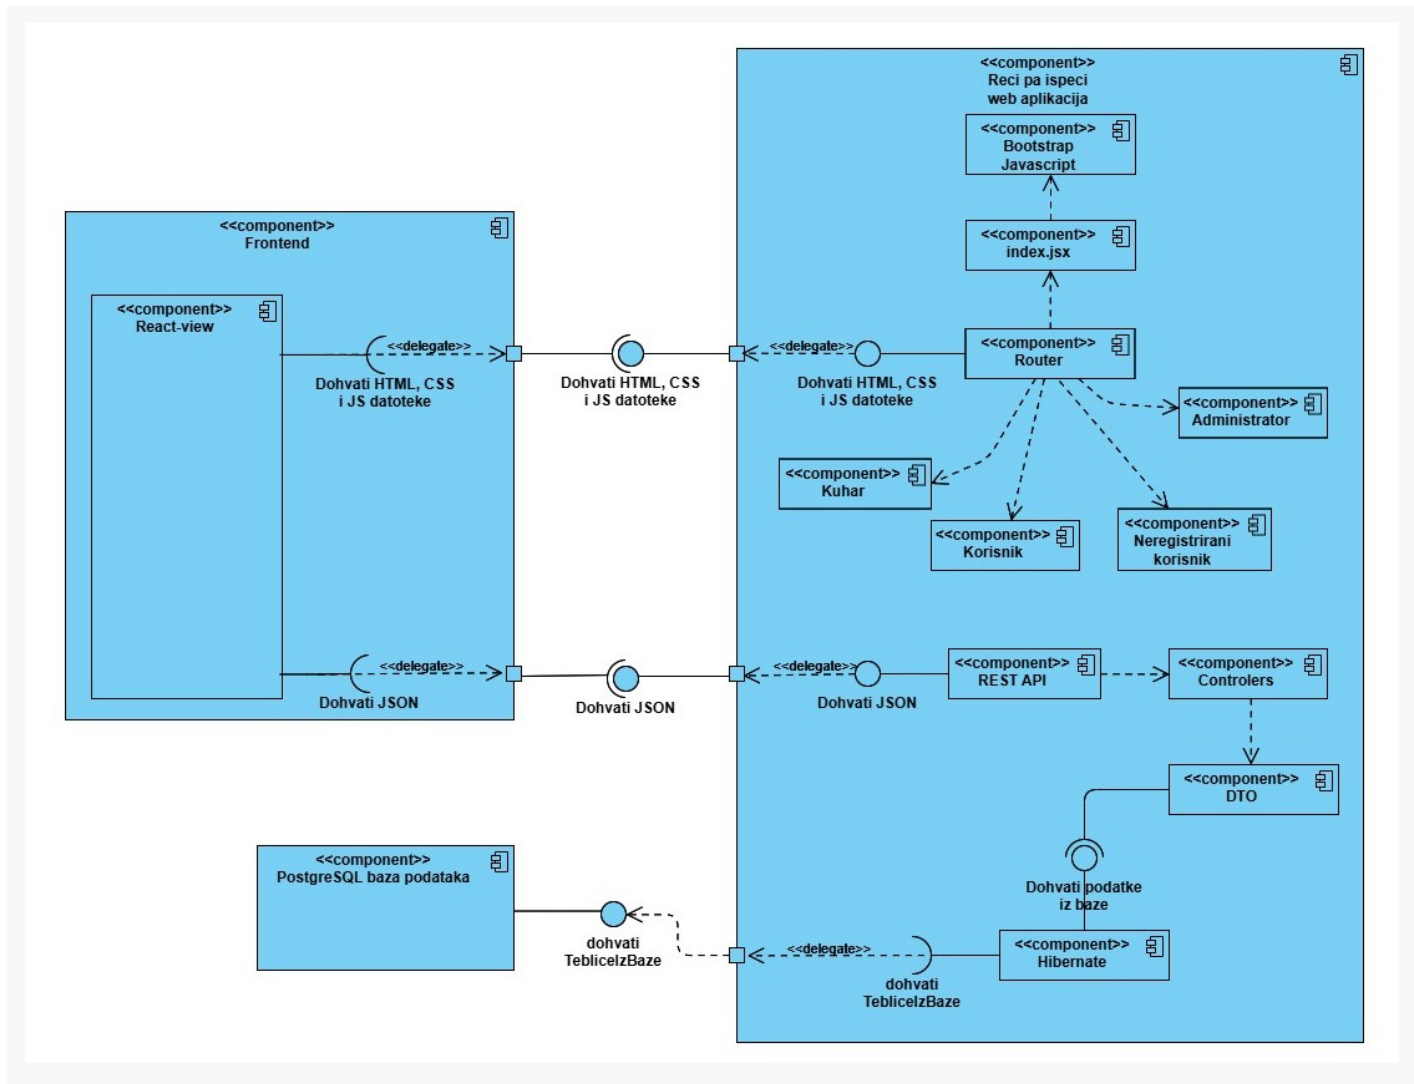 <<component>>
Reci pa ispeci
web aplikacija
<<component>>
Bootstrap
Javascript
<<component>>
index.jsx
<<component>>
Frontend
<<component>>
React-view
<<delegate>>
Dohvati HTML, CSS
i JS datoteke
Dohvati HTML, CSS
i JS datoteke
<<delegate>>
Dohvati HTML, CSS
i JS datoteke
<<component>>
Router
<<component>>
Administrator
<<component>>
Kuhar
<<component>>
Korisnik
<<component>>
Neregistrirani
korisnik
<<delegate>>
Dohvati JSON
Dohvati JSON
<<delegate>>
Dohvati JSON
<<component>>
REST API
<<component>>
Controlers
<<component>>
DTO
Dohvati podatke
iz baze
<<component>>
PostgreSQL baza podataka
dohvati
TebliceIzBaze
<<delegate>>
dohvati
TebliceIzBaze
<<component>>
Hibernate